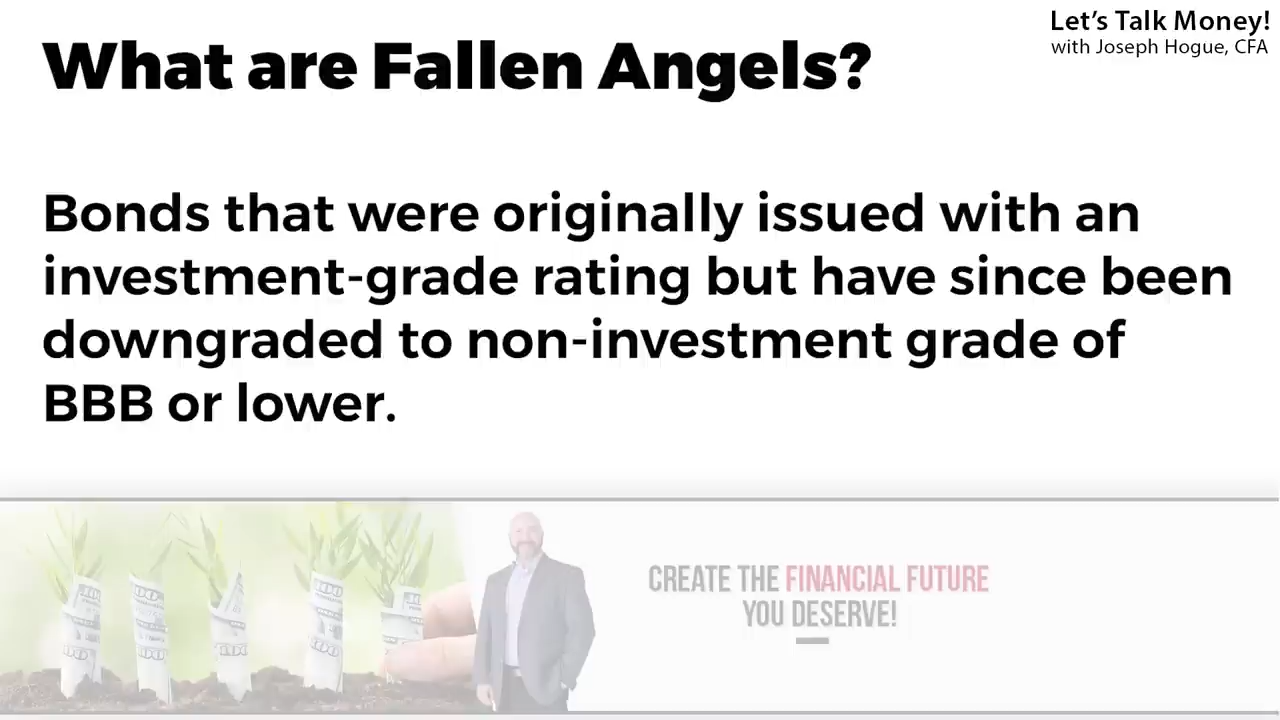 Let's Talk Money!
with Joseph Hogue, CFA
What are Fallen Angels?
Bonds that were originally issued with an
investment-grade rating but have since been
downgraded to non-investment grade of
BBB or lower.
CREATE THE FINANCIAL FUTURE
YOU DESERVE!